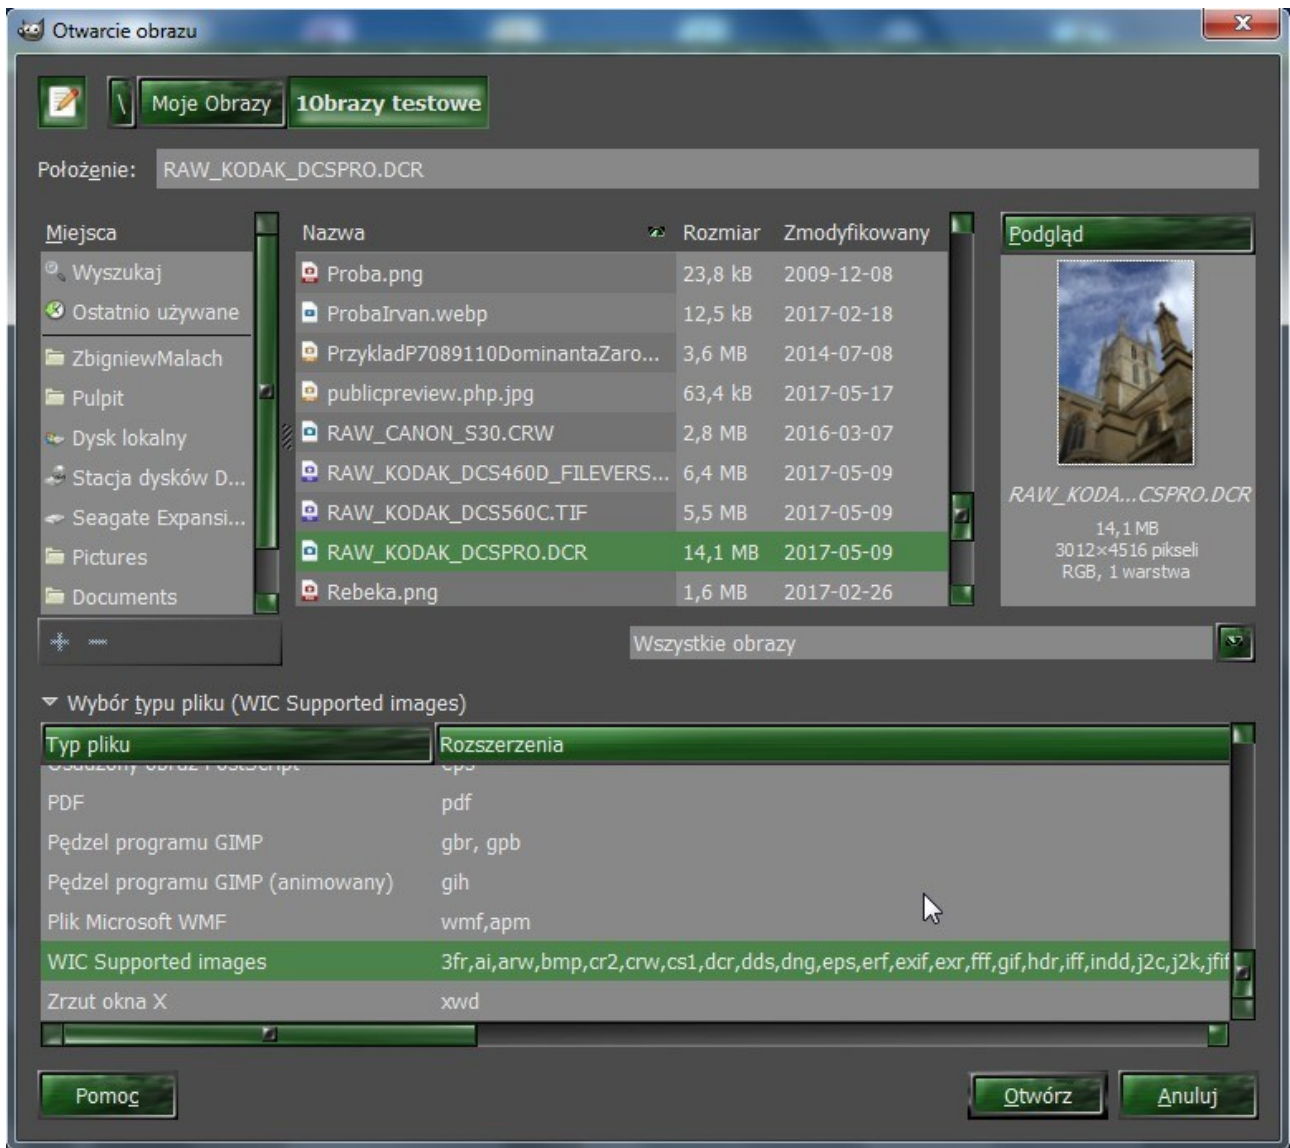 Otwarcie obrazu
\ Moje Obrazy 1Obrazy testowe
Położenie: RAW_KODAK_DCSPRO.DCR
Miejsca
Wyszukaj
Ostatnio używane
ZbigniewMalach
Pulpit
Dysk lokalny
Stacja dysków D...
Seagate Expansi...
Pictures
Documents
Nazwa Rozmiar Zmodyfikowany
Proba.png 23,8 kB 2009-12-08
ProbaIrvan.webp 12,5 kB 2017-02-18
PrzykladP7089110DominantaZaro... 3,6 MB 2014-07-08
publicpreview.php.jpg 63,4 kB 2017-05-17
RAW_CANON_S30.CRW 2,8 MB 2016-03-07
RAW_KODAK_DCS460D_FILEVERS... 6,4 MB 2017-05-09
RAW_KODAK_DCS560C.TIF 5,5 MB 2017-05-09
RAW_KODAK_DCSPRO.DCR 14,1 MB 2017-05-09
Rebeka.png 1,6 MB 2017-02-26
Podgląd
RAW_KODA...CSPRO.DCR
14,1 MB
3012×4516 pikseli
RGB, 1 warstwa
Wszystkie obrazy
Wybór typu pliku (WIC Supported images)
Typ pliku Rozszerzenia
Osadzony obraz PostScript eps
PDF pdf
Pędzel programu GIMP gbr, gpb
Pędzel programu GIMP (animowany) gih
Plik Microsoft WMF wmf,apm
WIC Supported images 3fr,ai,arw,bmp,cr2,crw,cs1,dcr,dds,dng,eps,erf,exif,exr,fff,gif,hdr,iff,indd,j2c,j2k,jfif
Zrzut okna X xwd
Pomoc Otwórz Anuluj